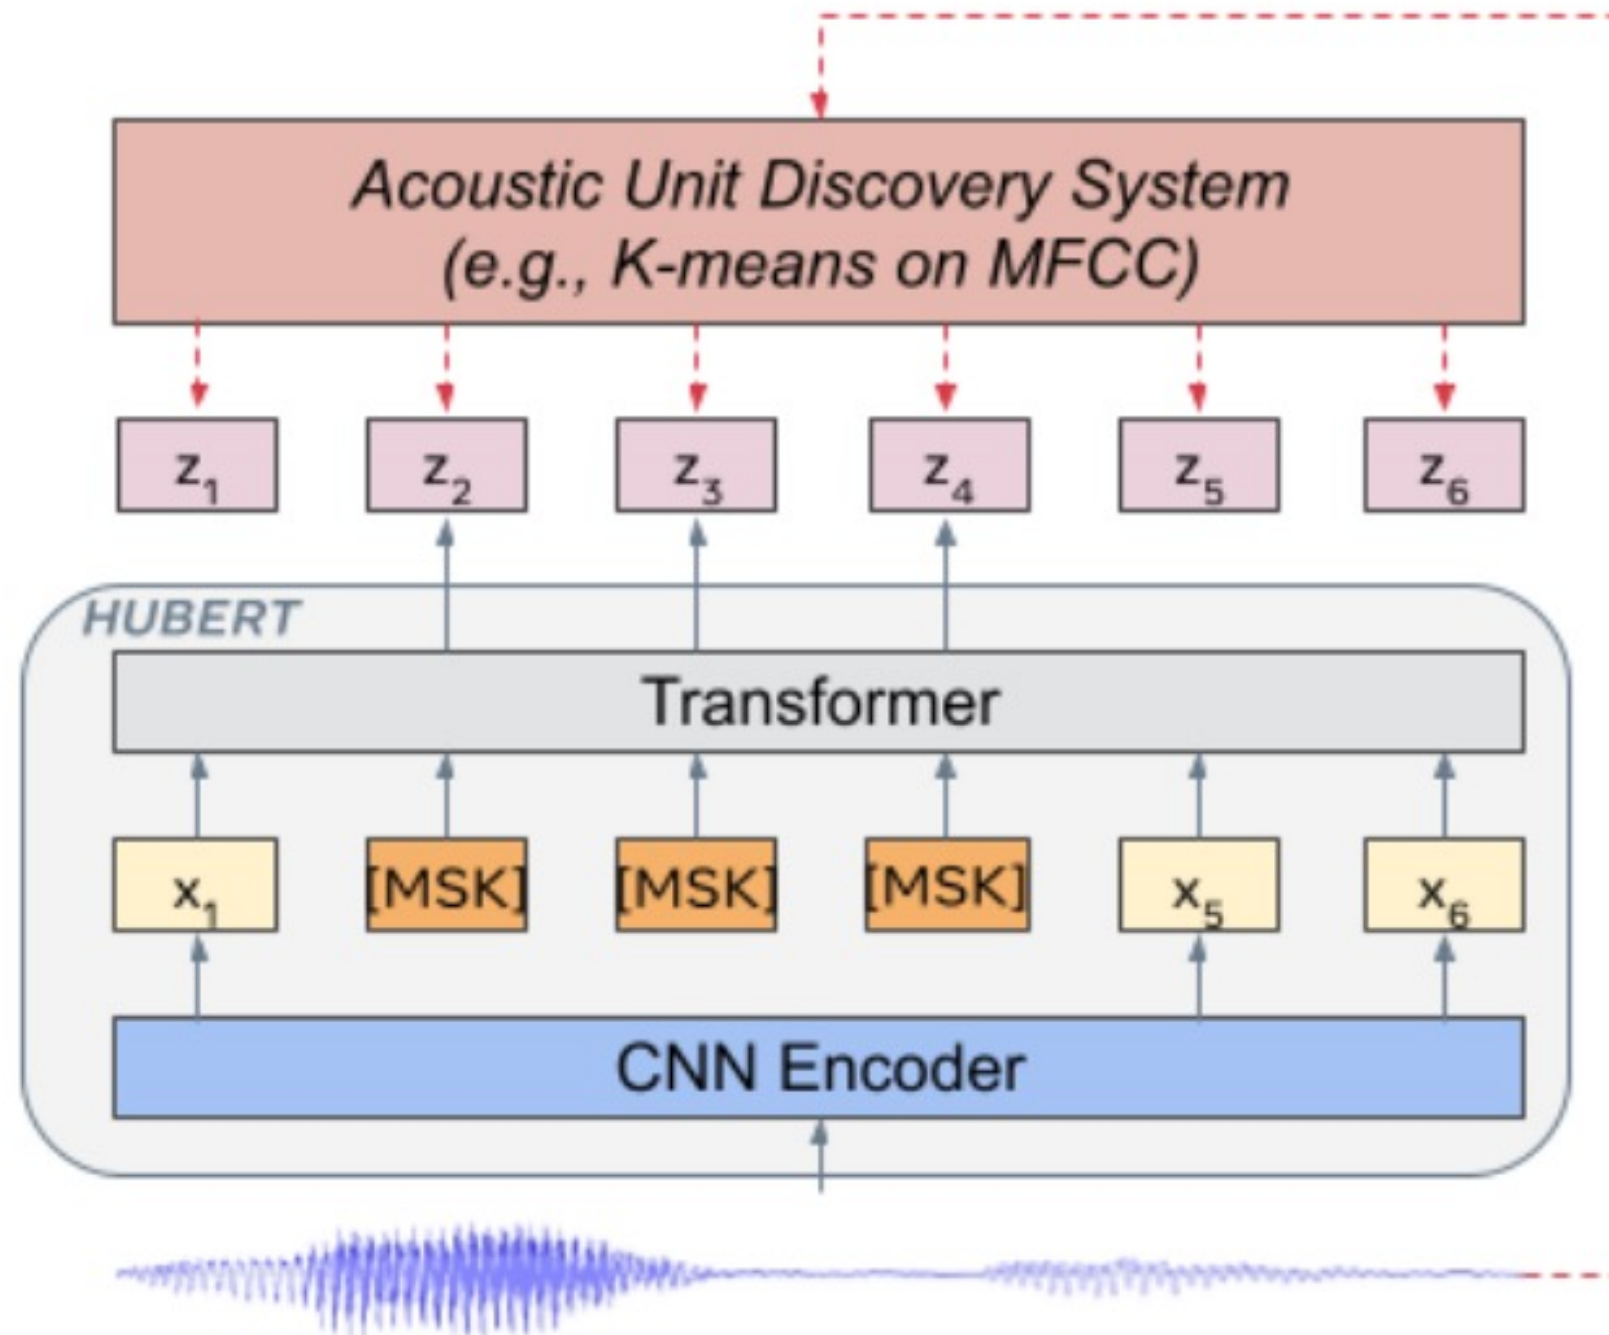 Acoustic Unit Discovery System
(e.g., K-means on MFCC)
z₁ z₂ z₃ z₄ z₅ z₆
HUBERT
Transformer
x₁ [MSK] [MSK] [MSK] x₅ x₆
CNN Encoder